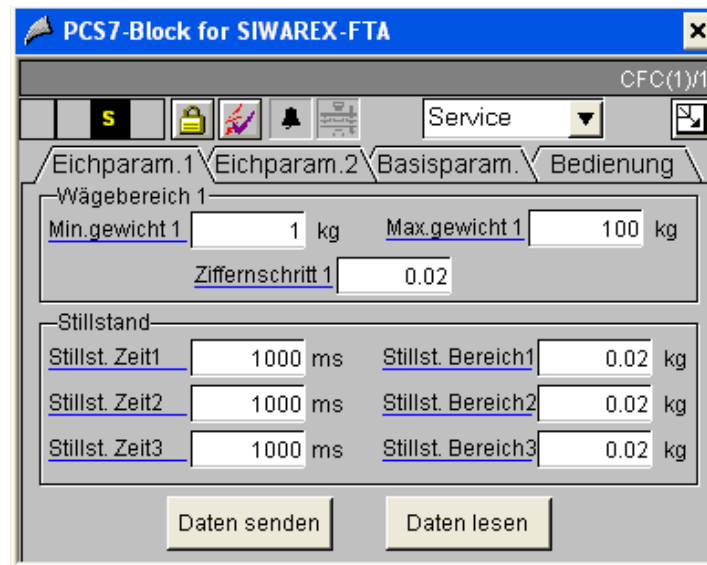 PCS7-Block for SIWAREX-FTA
CFC(1)/1
S Service
Eichparam.1 Eichparam.2 Basisparam. Bedienung
Wägebereich 1
Min.gewicht 1 1 kg Max.gewicht 1 100 kg
Ziffernschritt 1 0.02
Stillstand
Stillst. Zeit1 1000 ms Stillst. Bereich1 0.02 kg
Stillst. Zeit2 1000 ms Stillst. Bereich2 0.02 kg
Stillst. Zeit3 1000 ms Stillst. Bereich3 0.02 kg
Daten senden Daten lesen